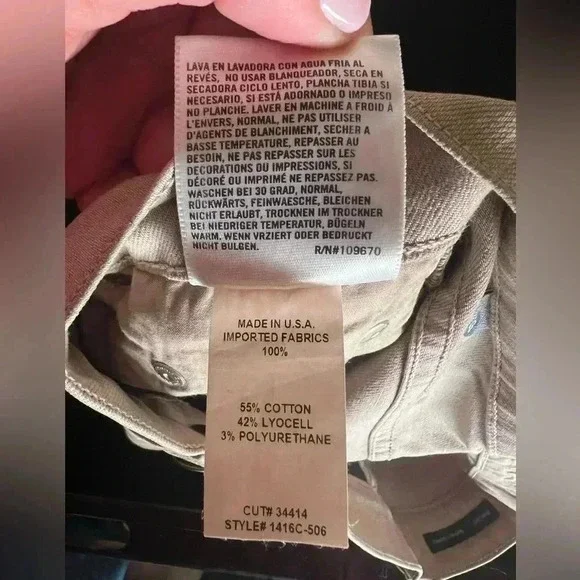 LAVA EN LAVADORA CON AGUA FRIA AL
REVÉS, NO USAR BLANQUEADOR, SECA EN
SECADORA CICLO LENTO, PLANCHA TIBIA SI
NECESARIO, SI ESTÁ ADORNADO O IMPRESO
NO PLANCHE. LAVER EN MACHINE A FROID À
L'ENVERS, NORMAL, NE PAS UTILISER
D'AGENTS DE BLANCHIMENT, SECHER A
BASSE TEMPERATURE, REPASSER AU
BESOIN, NE PAS REPASSER SUR LES
DECORATIONS OU IMPRESSIONS, SI
DÉCORÉ OU IMPRIMÉ NE REPASSEZ PAS.
WASCHEN BEI 30 GRAD, NORMAL,
RÜCKWÄRTS, FEINWAESCHE, BLEICHEN
NICHT ERLAUBT, TROCKNEN IM TROCKNER
BEI NIEDRIGER TEMPERATUR, BÜGELN
WARM. WENN VRZIERT ODER BEDRUCKT
NICHT BULGEN.
R/N#109670
MADE IN U.S.A.
IMPORTED FABRICS
100%
55% COTTON
42% LYOCELL
3% POLYURETHANE
CUT# 34414
STYLE# 1416C-506